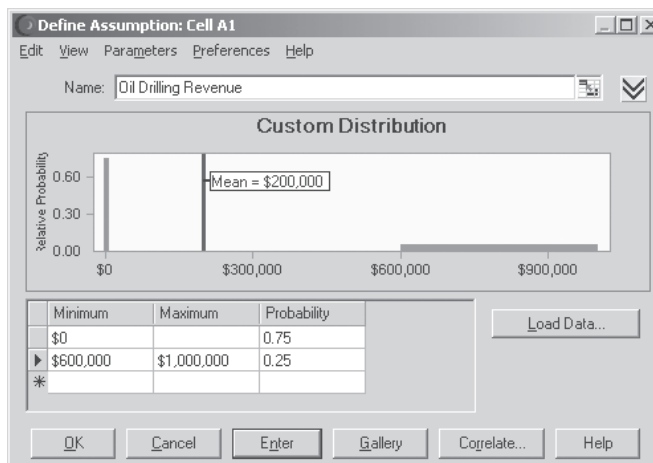 Define Assumption: Cell A1
Edit View Parameters Preferences Help
Name: Oil Drilling Revenue
Custom Distribution
Relative Probability
0.60
0.30
0.00
Mean = $200,000
$0 $300,000 $600,000 $900,000
Minimum Maximum Probability
$0 0.75
$600,000 $1,000,000 0.25
Load Data...
OK Cancel Enter Gallery Correlate... Help